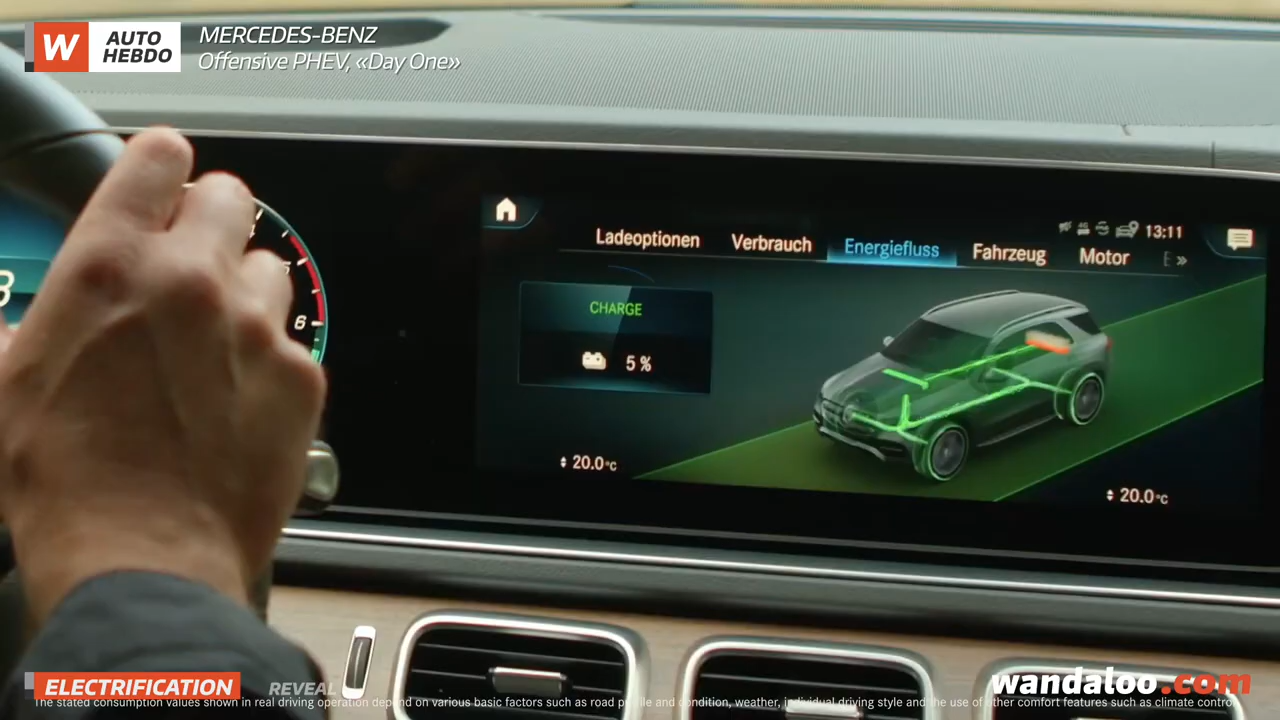 W AUTO HEBDO
MERCEDES-BENZ
Offensive PHEV, «Day One»
13:11
Ladeoptionen Verbrauch Energiefluss Fahrzeug Motor E »
CHARGE
5 %
6
20.0°C
20.0°C
ELECTRIFICATION REVEAL
wandaloo.com
The stated consumption values shown in real driving operation depend on various basic factors such as road profile and condition, weather, individual driving style and the use of other comfort features such as climate control